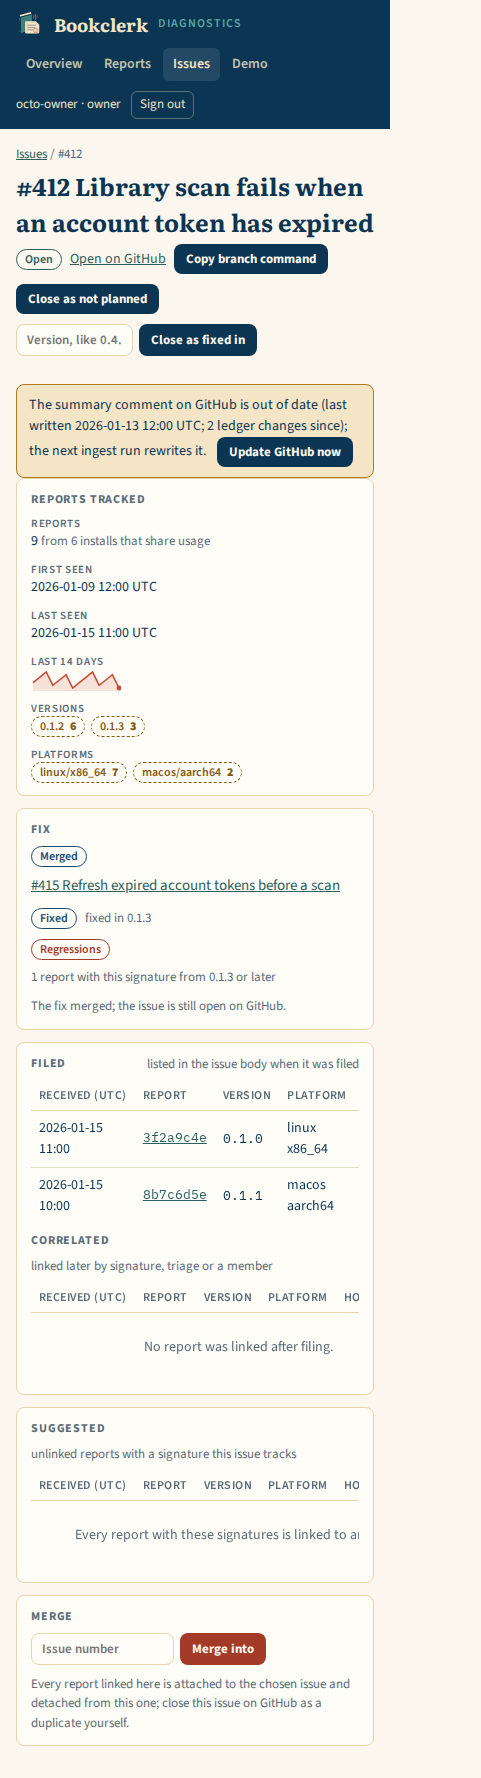 Bookclerk DIAGNOSTICS
Overview Reports Issues Demo
octo-owner · owner Sign out
Issues / #412
#412 Library scan fails when
an account token has expired
Open Open on GitHub Copy branch command
Close as not planned
Version, like 0.4. Close as fixed in
The summary comment on GitHub is out of date (last
written 2026-01-13 12:00 UTC; 2 ledger changes since);
the next ingest run rewrites it. Update GitHub now
REPORTS TRACKED
REPORTS
9 from 6 installs that share usage
FIRST SEEN
2026-01-09 12:00 UTC
LAST SEEN
2026-01-15 11:00 UTC
LAST 14 DAYS
VERSIONS
0.1.2 6 0.1.3 3
PLATFORMS
linux/x86_64 7 macos/aarch64 2
FIX
Merged
#415 Refresh expired account tokens before a scan
Fixed fixed in 0.1.3
Regressions
1 report with this signature from 0.1.3 or later
The fix merged; the issue is still open on GitHub.
FILED listed in the issue body when it was filed
RECEIVED (UTC) REPORT VERSION PLATFORM
2026-01-15 11:00 3f2a9c4e 0.1.0 linux x86_64
2026-01-15 10:00 8b7c6d5e 0.1.1 macos aarch64
CORRELATED
linked later by signature, triage or a member
RECEIVED (UTC) REPORT VERSION PLATFORM HO
No report was linked after filing.
SUGGESTED
unlinked reports with a signature this issue tracks
RECEIVED (UTC) REPORT VERSION PLATFORM HO
Every report with these signatures is linked to a
MERGE
Issue number Merge into
Every report linked here is attached to the chosen issue and
detached from this one; close this issue on GitHub as a
duplicate yourself.